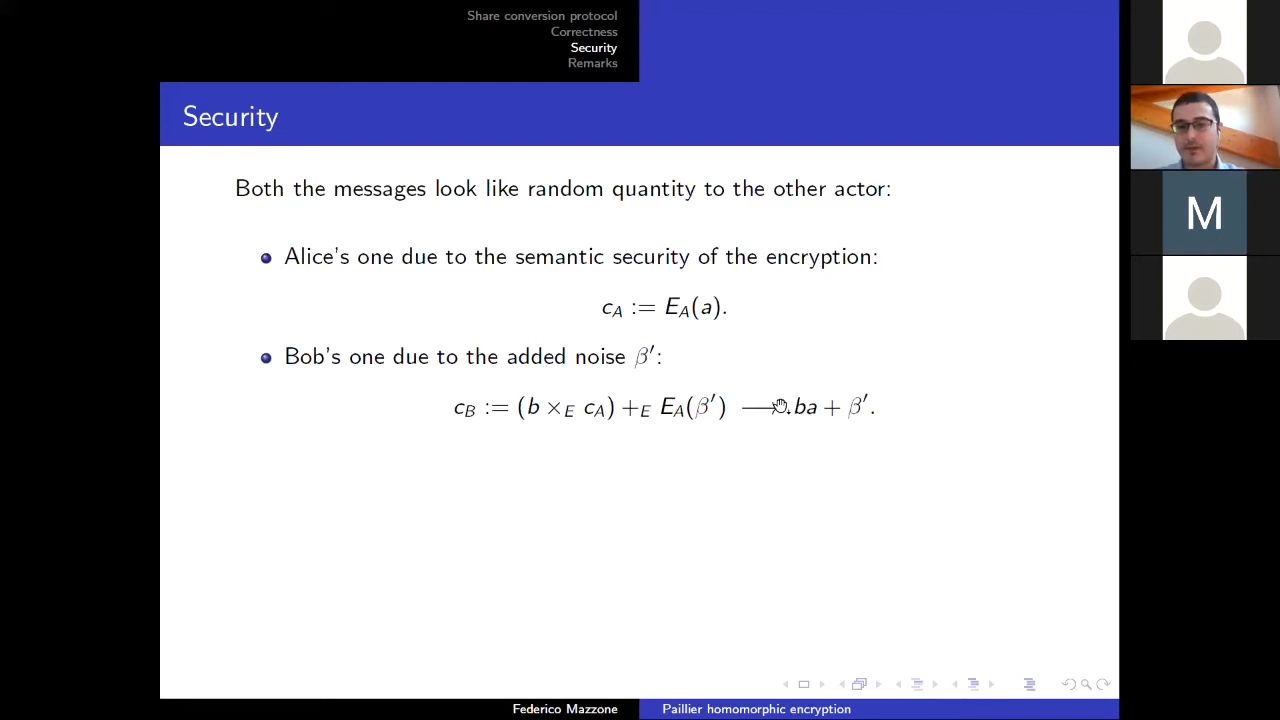 Share conversion protocol
Correctness
Security
Remarks
Security
Both the messages look like random quantity to the other actor:
Alice's one due to the semantic security of the encryption:
c_A := E_A(a).
Bob's one due to the added noise β′:
c_B := (b ×_E c_A) +_E E_A(β′) ⟶ ba + β′.
M
Federico Mazzone
Paillier homomorphic encryption